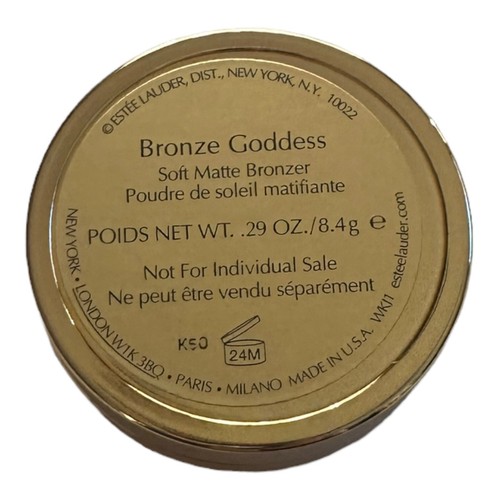 © ESTÉE LAUDER, DIST., NEW YORK, N.Y. 10022
Bronze Goddess
Soft Matte Bronzer
Poudre de soleil matifiante
POIDS NET WT. .29 OZ./8.4g ℮
Not For Individual Sale
Ne peut être vendu séparément
K50
24M
NEW YORK • LONDON W1K 3BQ • PARIS • MILANO MADE IN U.S.A. WK11 esteelauder.com